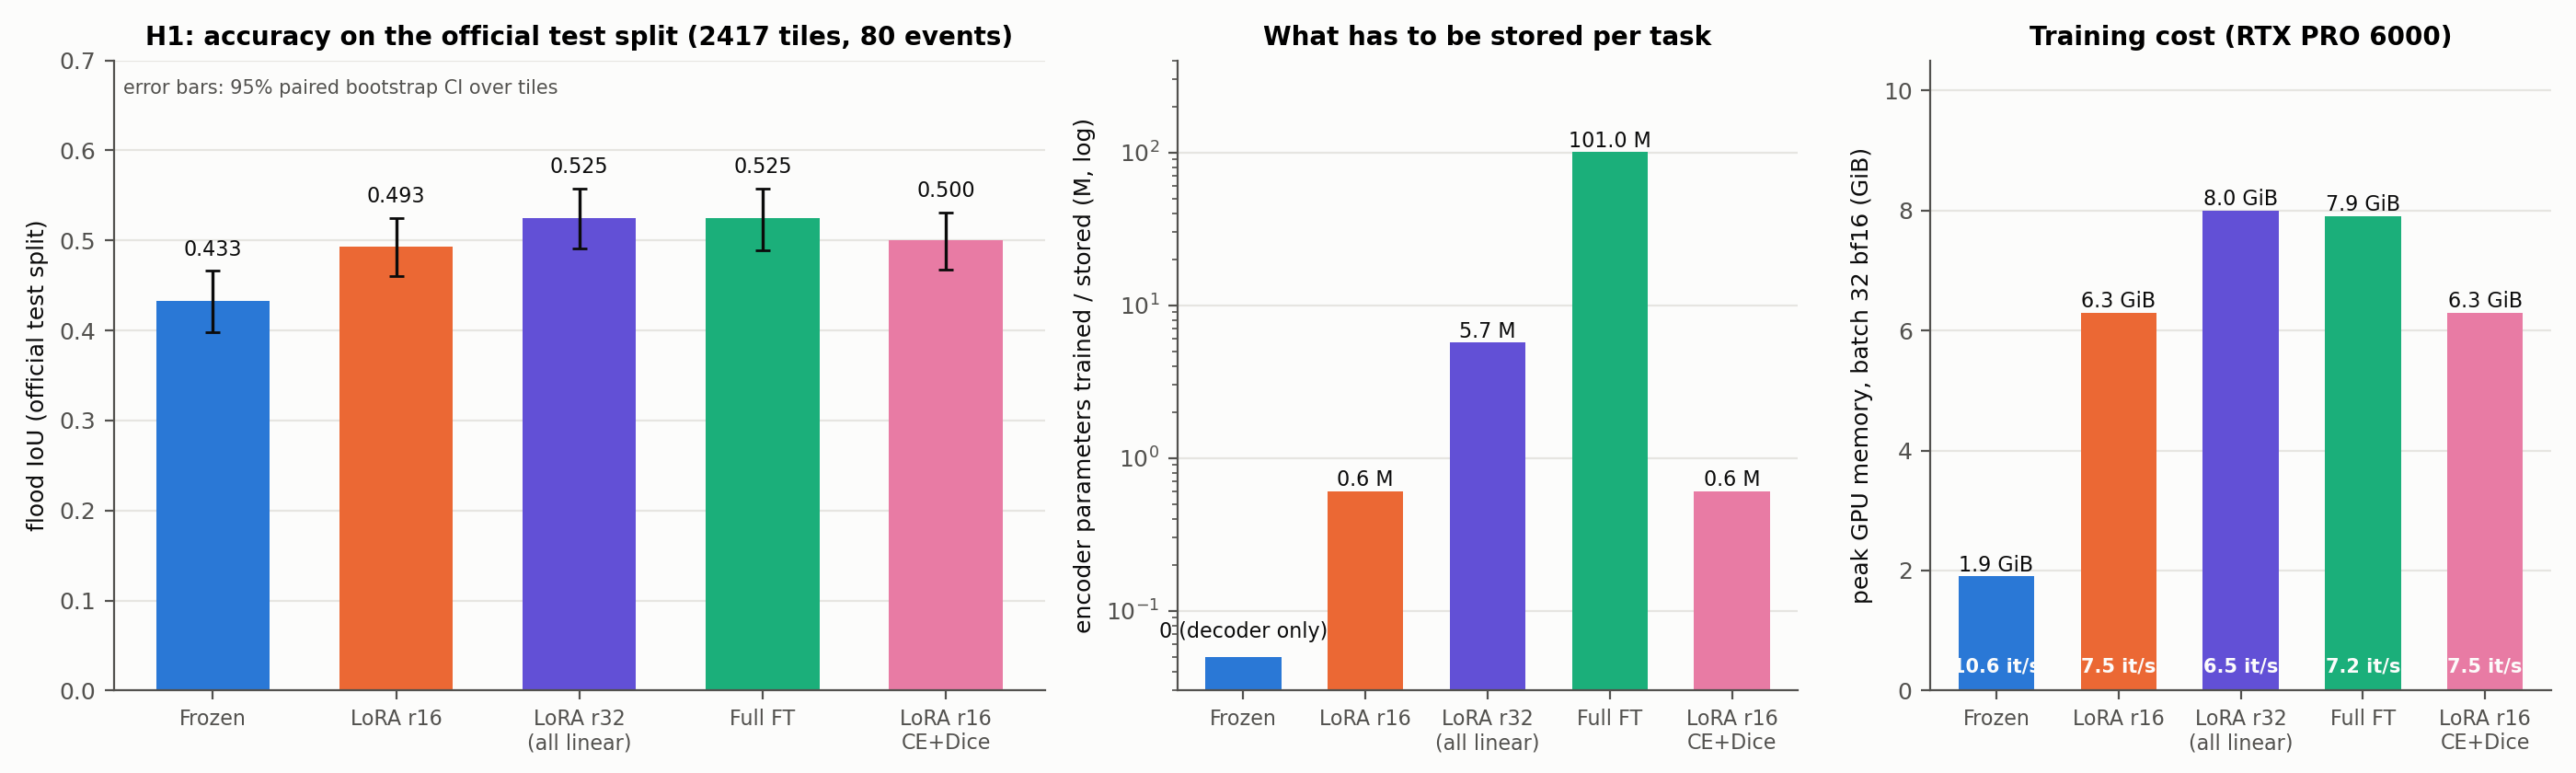 H1: accuracy on the official test split (2417 tiles, 80 events)
error bars: 95% paired bootstrap CI over tiles
flood IoU (official test split)
0.7
0.6
0.5
0.4
0.3
0.2
0.1
0.0
0.433
0.493
0.525
0.525
0.500
Frozen
LoRA r16
LoRA r32
(all linear)
Full FT
LoRA r16
CE+Dice
What has to be stored per task
encoder parameters trained / stored (M, log)
10²
10¹
10⁰
10⁻¹
0 (decoder only)
0.6 M
5.7 M
101.0 M
0.6 M
Frozen
LoRA r16
LoRA r32
(all linear)
Full FT
LoRA r16
CE+Dice
Training cost (RTX PRO 6000)
peak GPU memory, batch 32 bf16 (GiB)
10
8
6
4
2
0
1.9 GiB
6.3 GiB
8.0 GiB
7.9 GiB
6.3 GiB
10.6 it/s
7.5 it/s
6.5 it/s
7.2 it/s
7.5 it/s
Frozen
LoRA r16
LoRA r32
(all linear)
Full FT
LoRA r16
CE+Dice